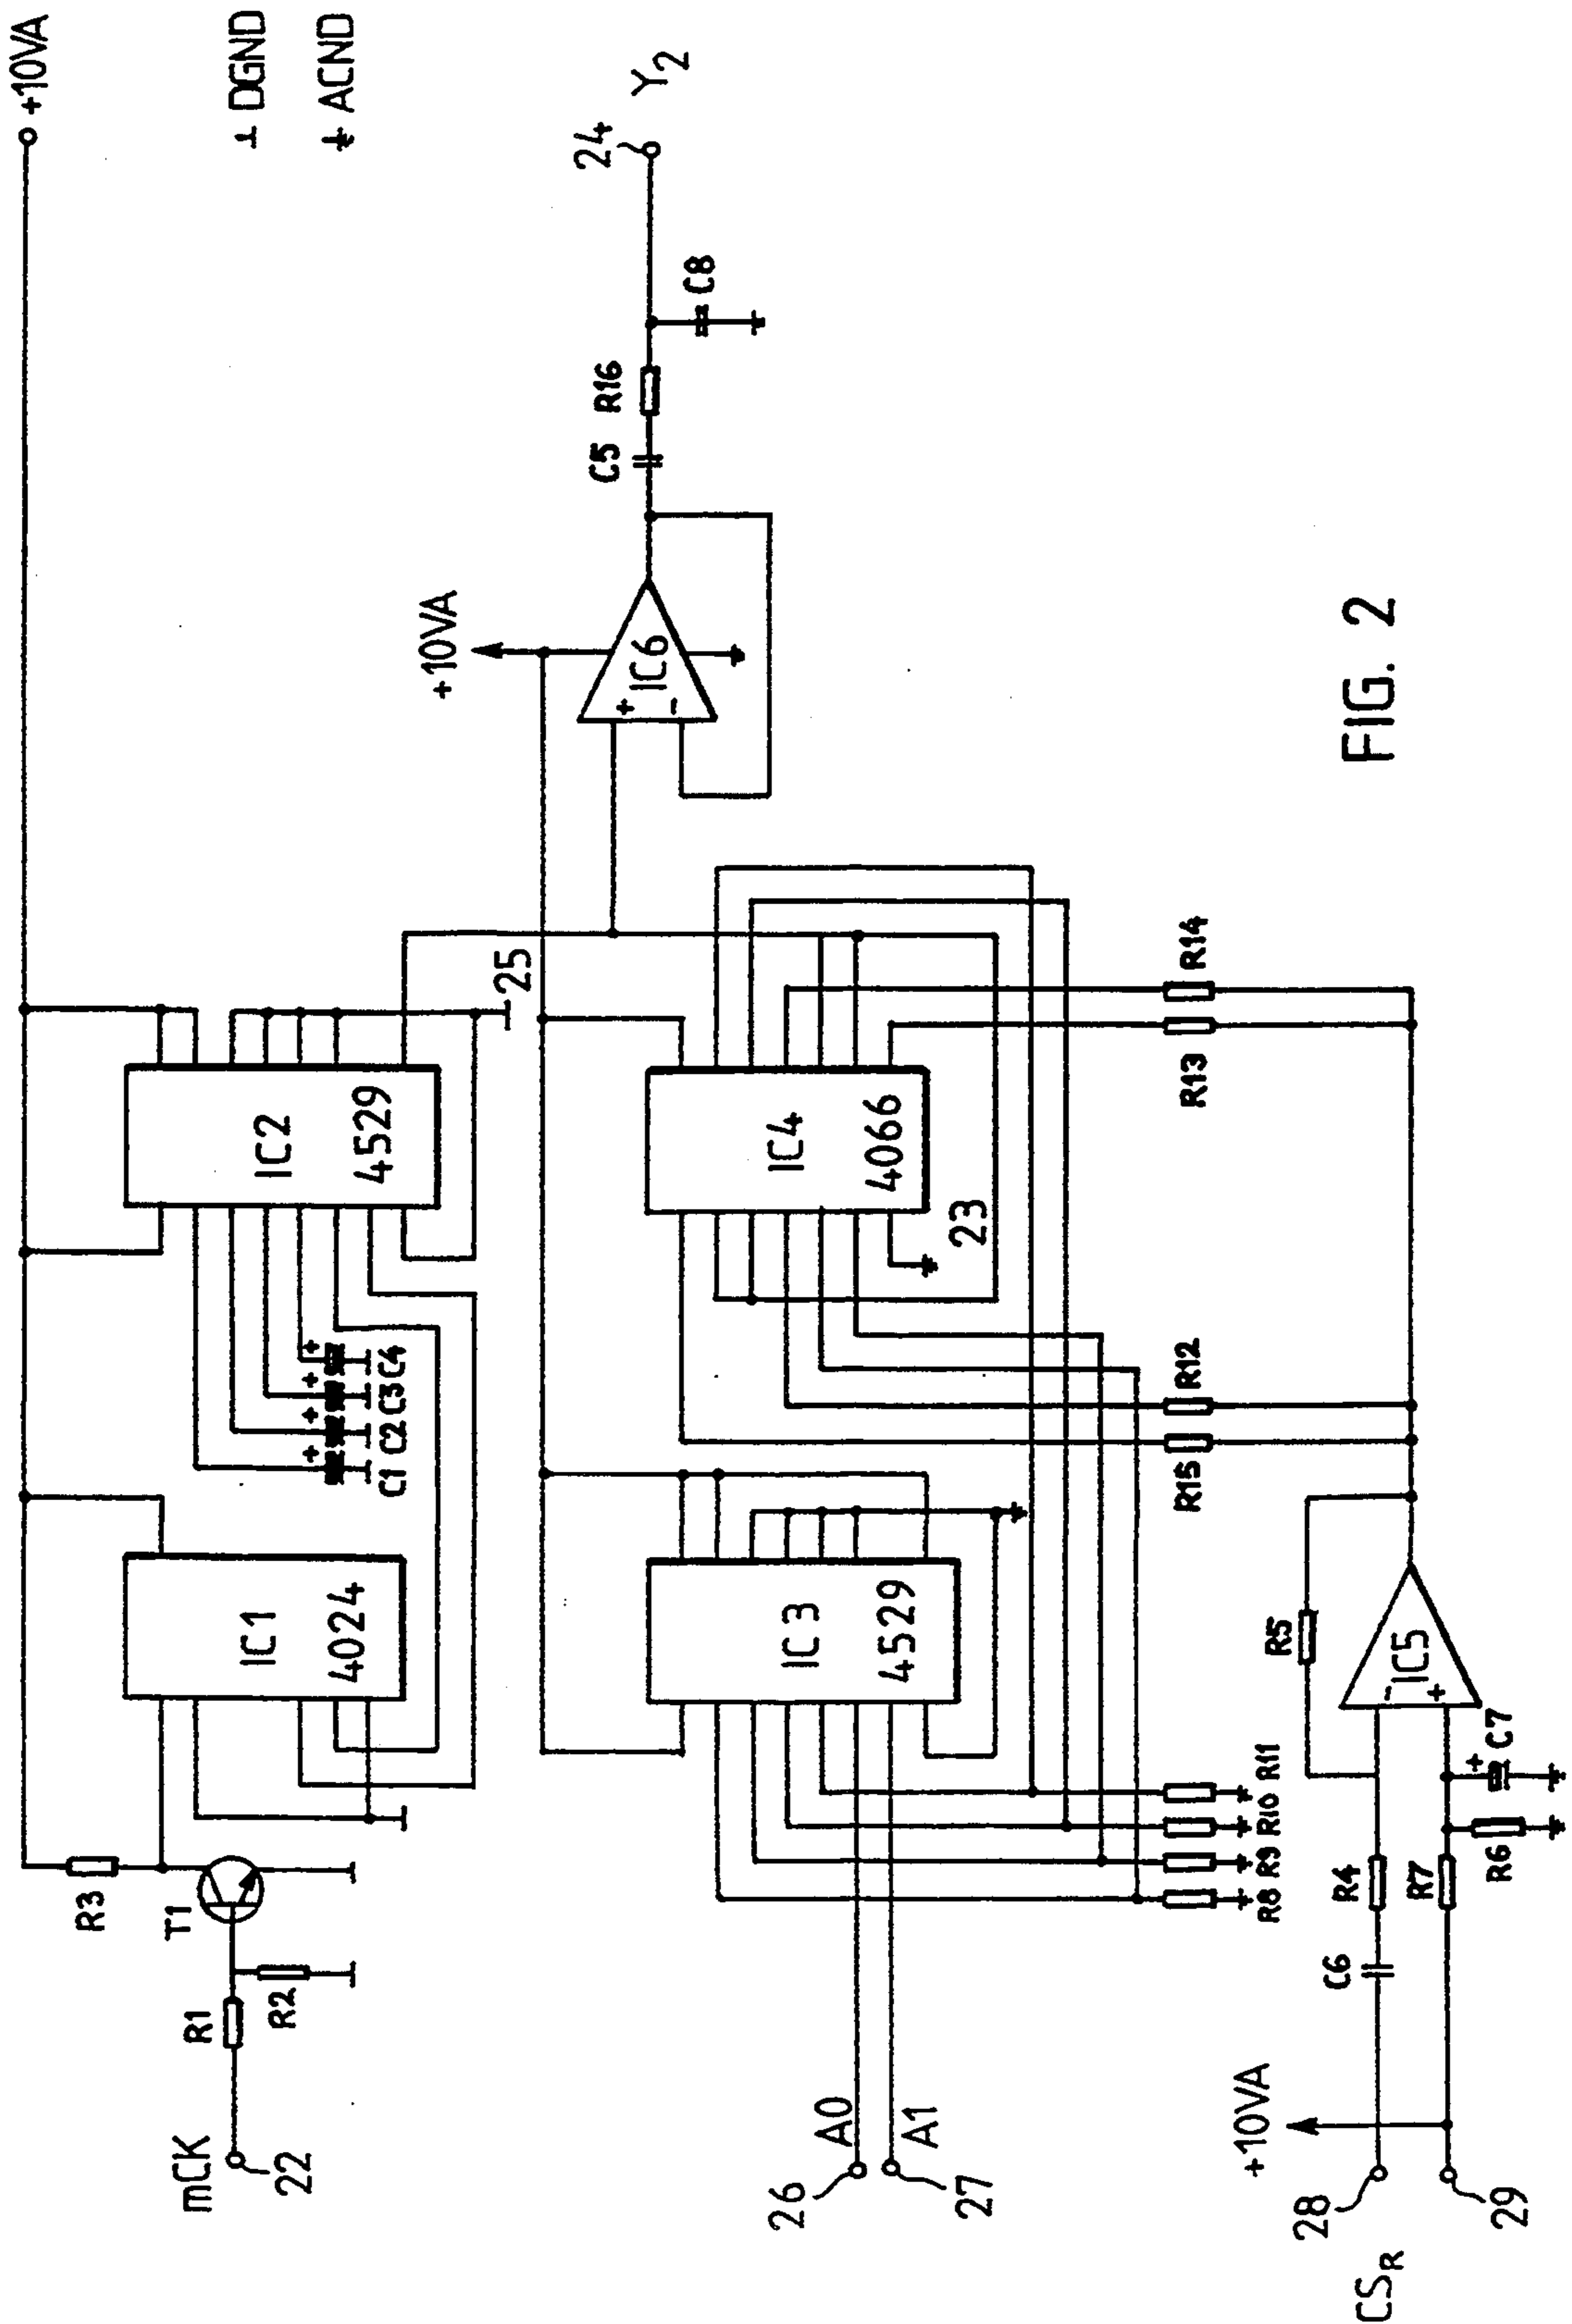 +10VA
DGND
ACND
mCK
22
R1
R2
R3
T1
IC1
4024
C1
C2
C3
C4
IC2
4529
25
+10VA
IC6
+
-
C5
R16
C8
24
Y2
26
A0
27
A1
IC3
4529
R8
R9
R10
R11
IC4
4066
23
R15
R12
R13
R14
CSR
28
29
+10VA
C6
R4
R7
R6
+
C7
R5
-
IC5
+
+
+
+
+
FIG. 2